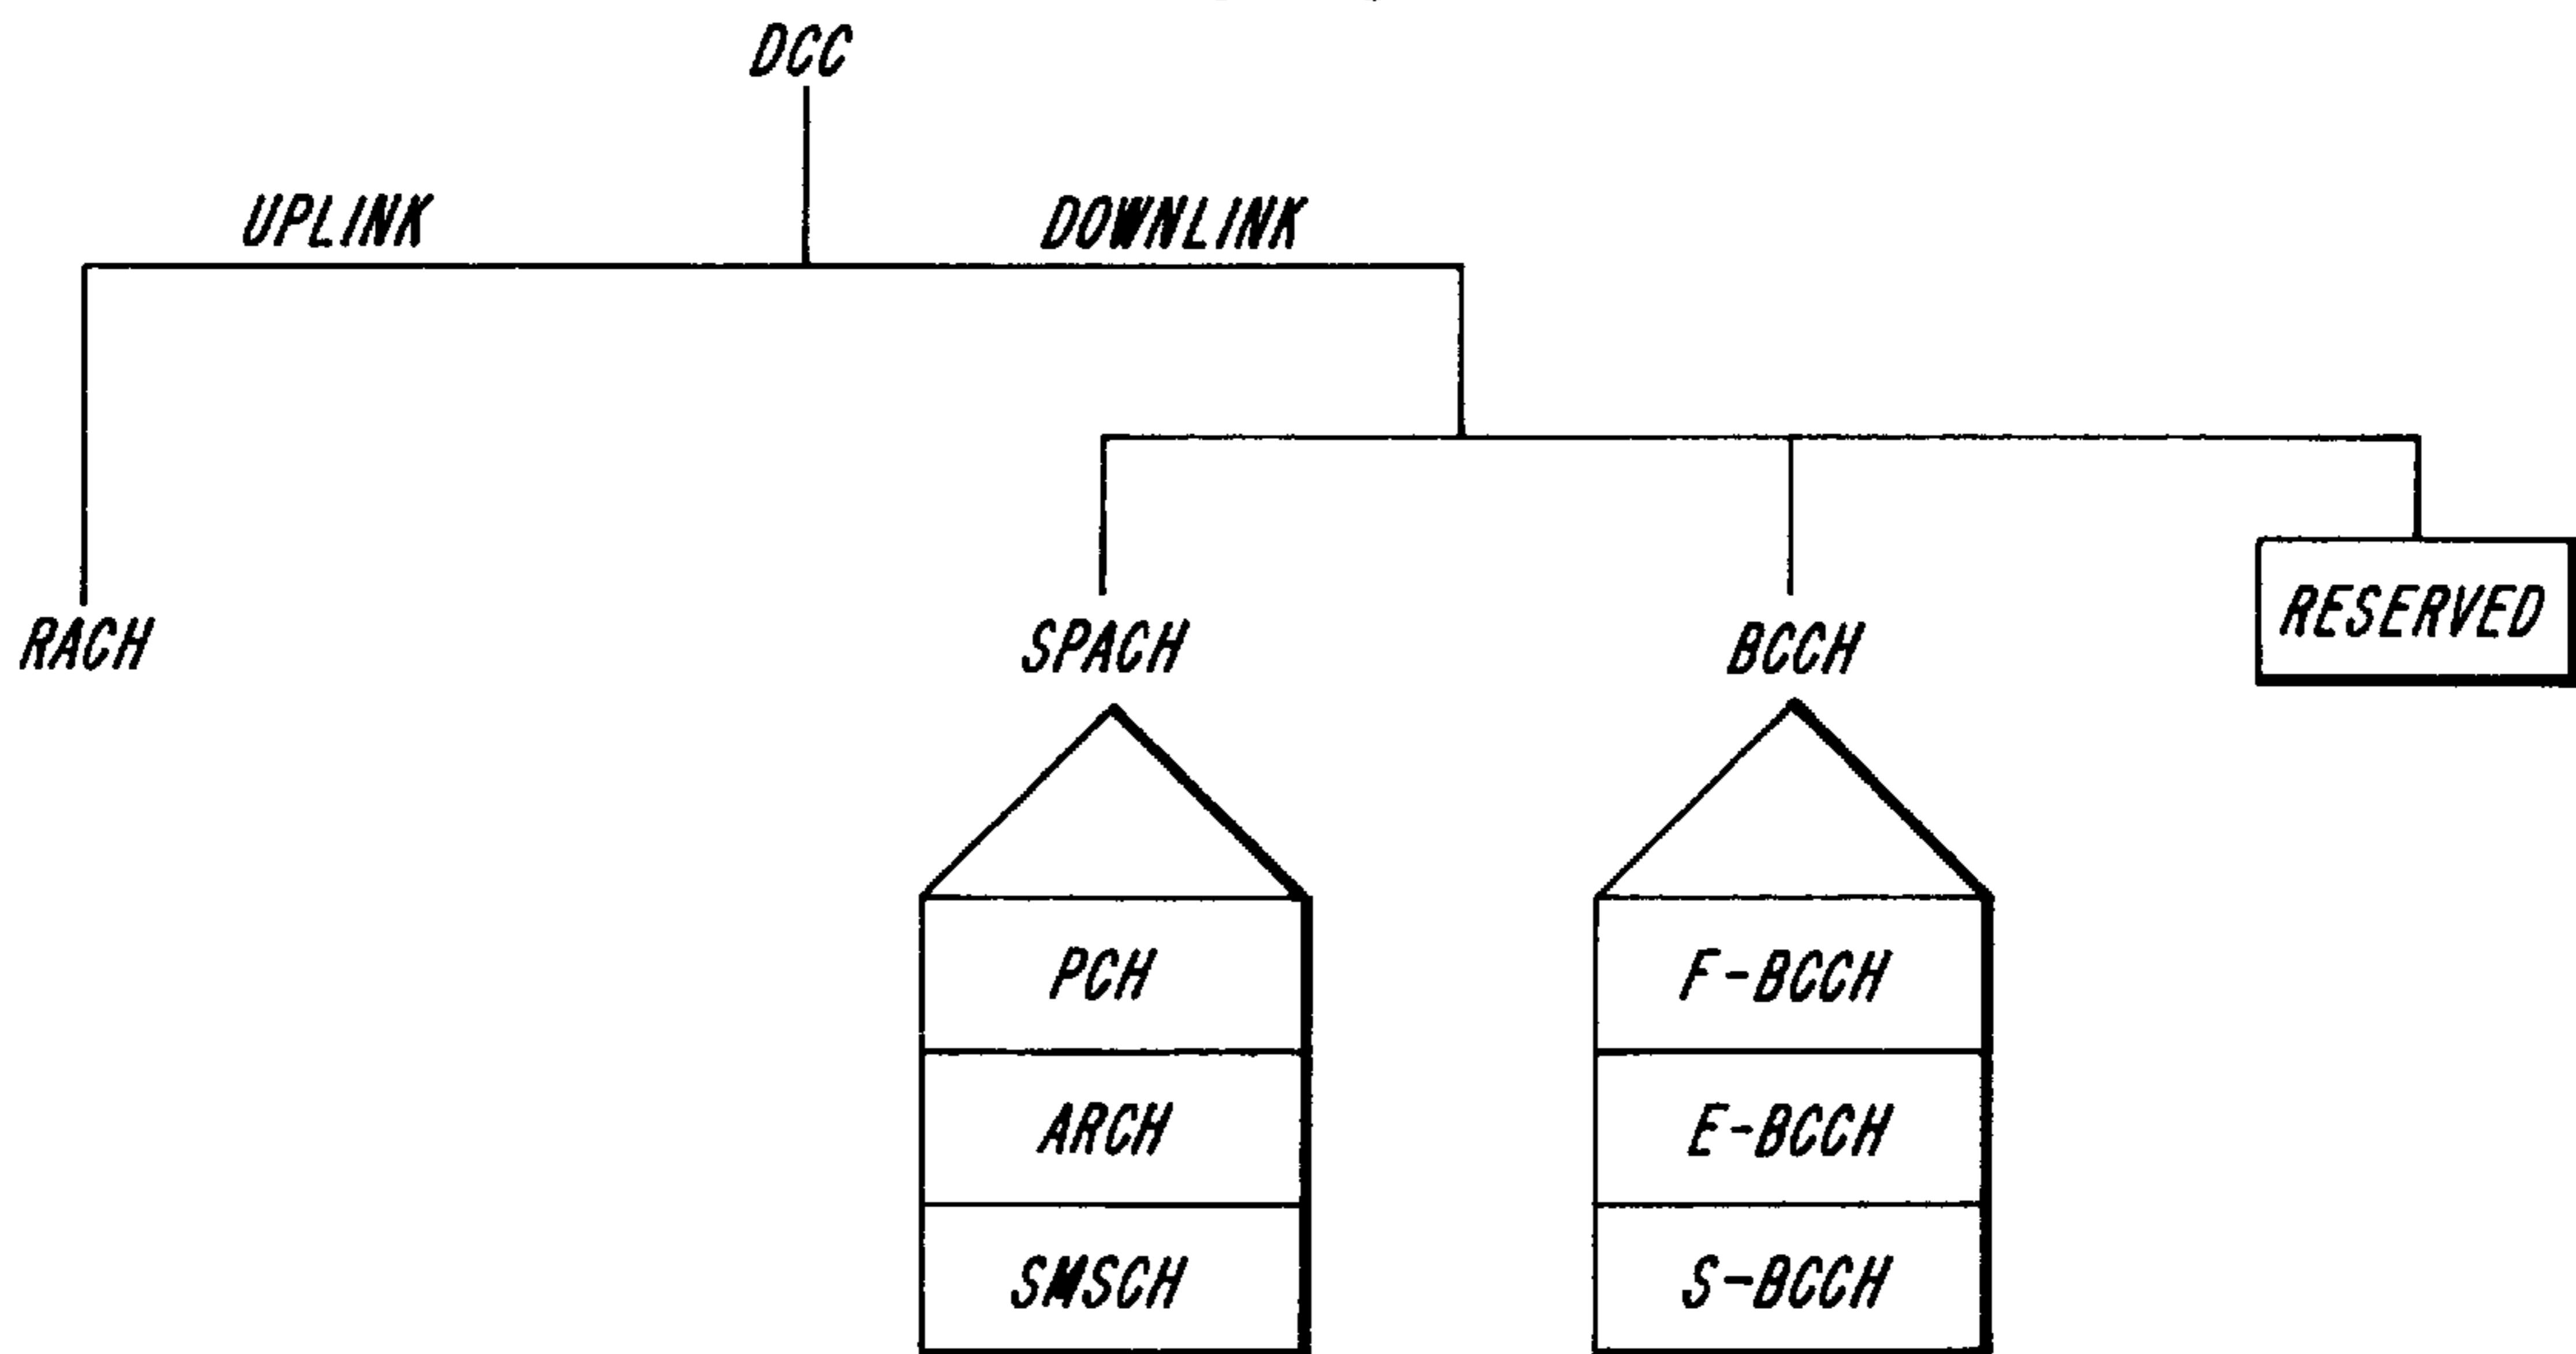 DCC
UPLINK
DOWNLINK
RACH
SPACH
BCCH
RESERVED
PCH
ARCH
SMSCH
F-BCCH
E-BCCH
S-BCCH